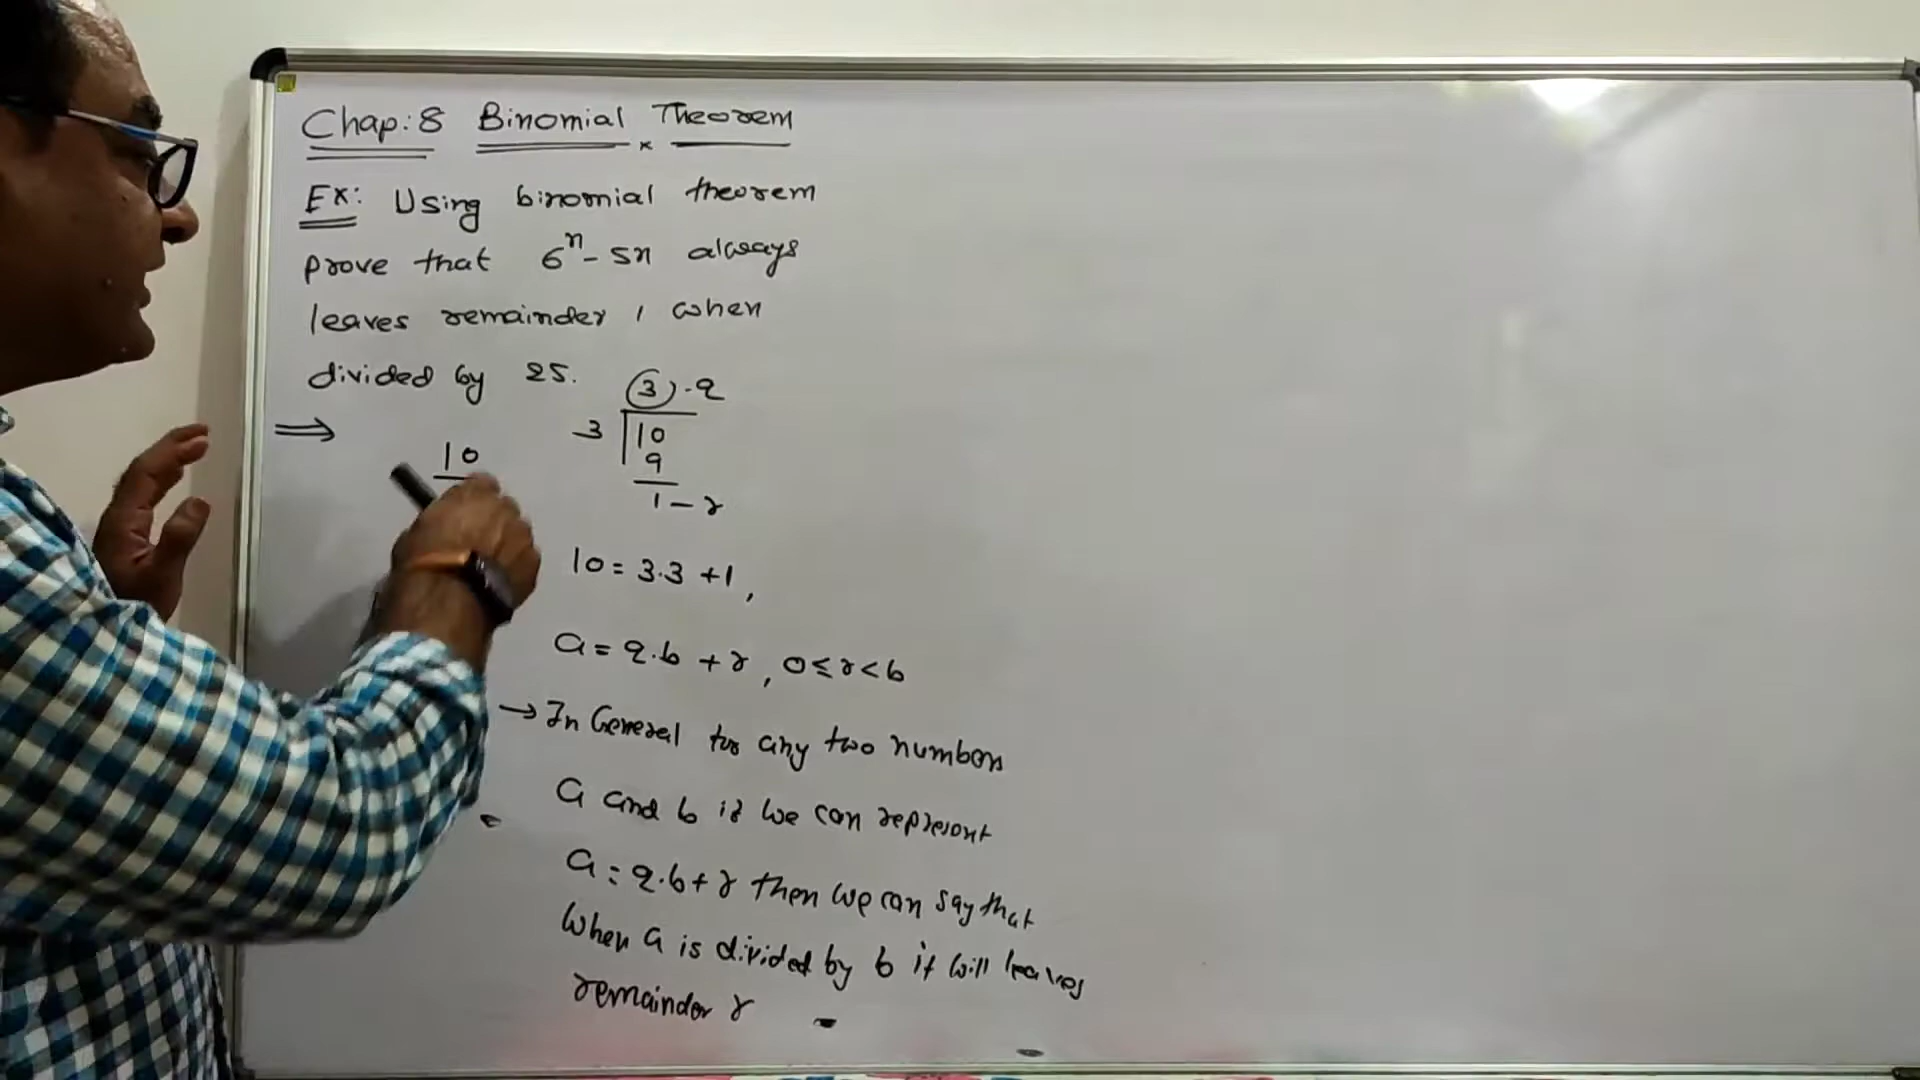 Chap: 8 Binomial Theorem
Ex: Using binomial theorem
prove that 6ⁿ - 5n always
leaves remainder 1 when
divided by 25.
3 - q
3 10
9
1 - r
⇒
10
10 = 3.3 + 1,
a = q.b + r, 0 ≤ r < b
→ In General for any two numbers
a and b if we can represent
a = q.b + r then we can say that
when a is divided by b it will leaves
remainder r